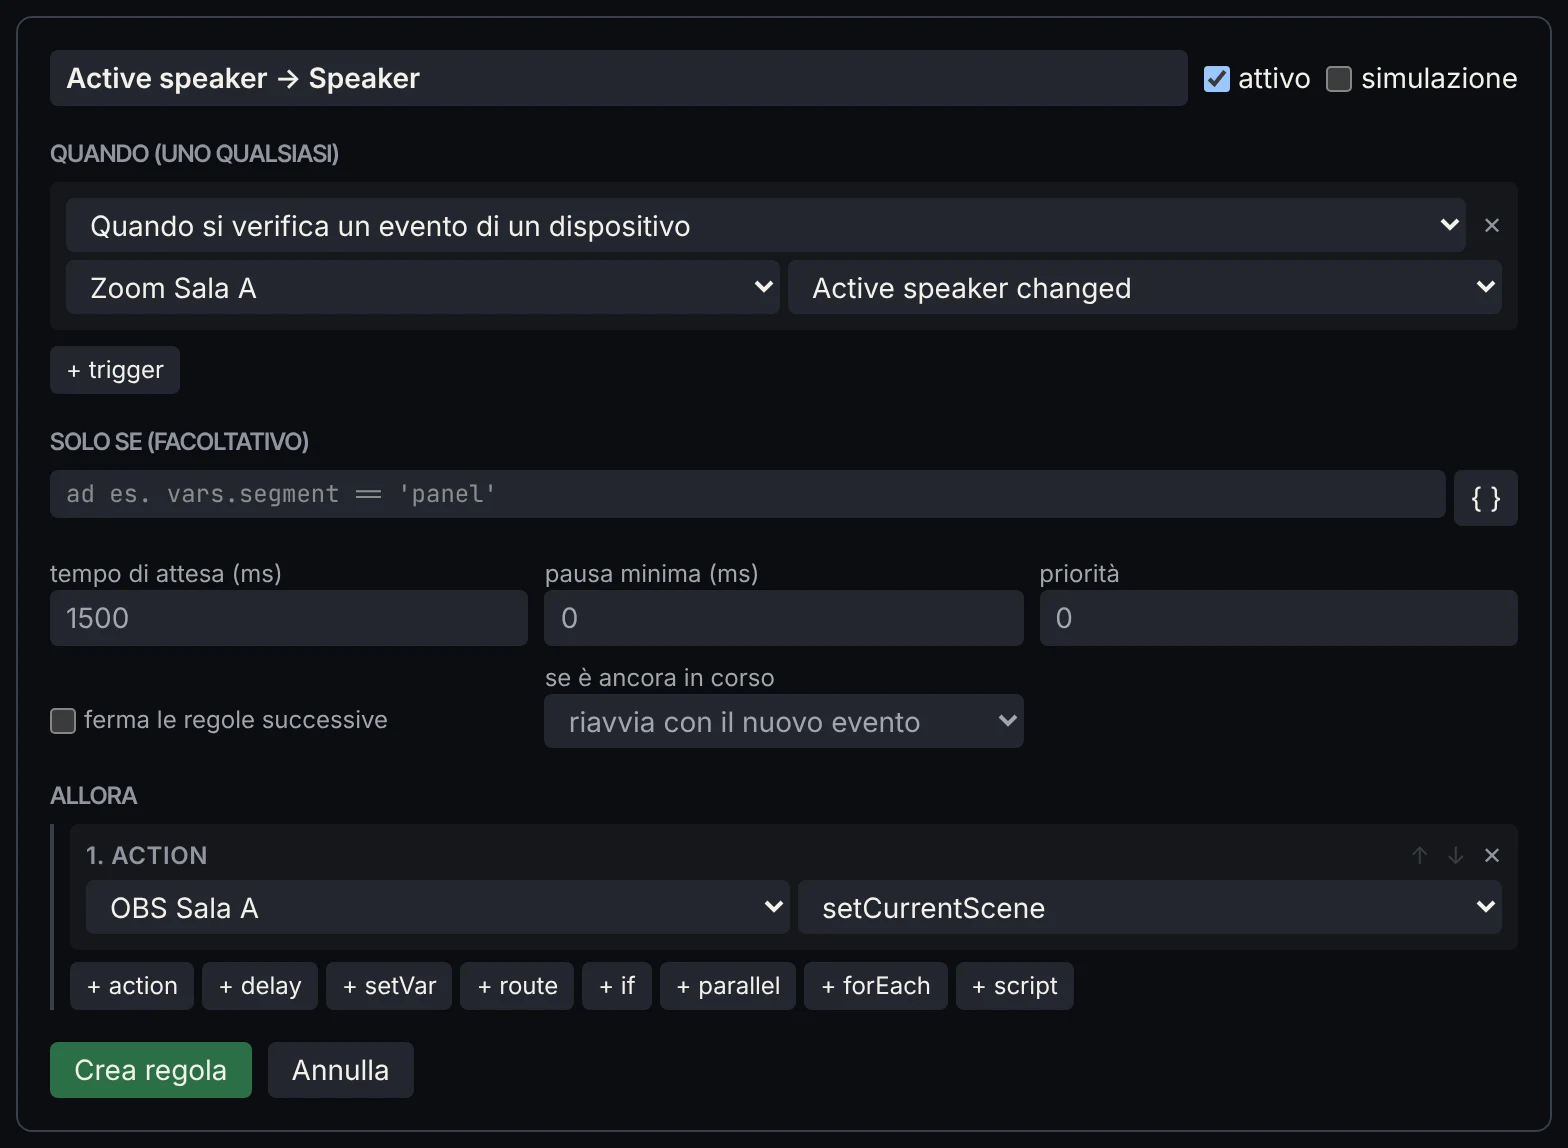 Active speaker → Speaker
attivo
simulazione
QUANDO (UNO QUALSIASI)
Quando si verifica un evento di un dispositivo
×
Zoom Sala A
Active speaker changed
+ trigger
SOLO SE (FACOLTATIVO)
ad es. vars.segment == 'panel'
{ }
tempo di attesa (ms)
pausa minima (ms)
priorità
1500
0
0
se è ancora in corso
ferma le regole successive
riavvia con il nuovo evento
ALLORA
1. ACTION
↑ ↓ ×
OBS Sala A
setCurrentScene
+ action
+ delay
+ setVar
+ route
+ if
+ parallel
+ forEach
+ script
Crea regola
Annulla